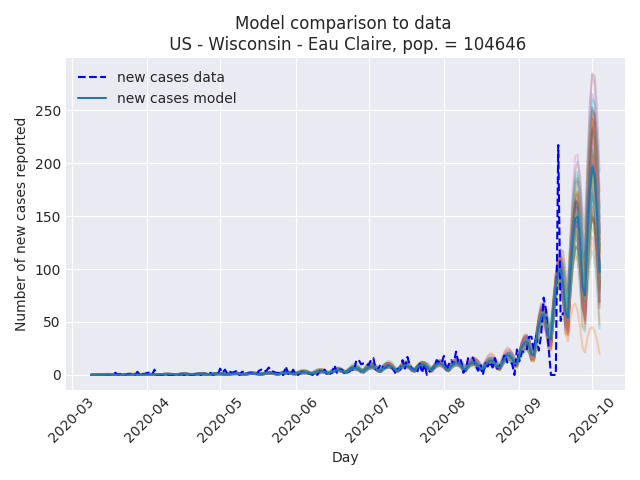 Model comparison to data
US - Wisconsin - Eau Claire, pop. = 104646
new cases data
new cases model
Number of new cases reported
250
200
150
100
50
0
2020-03
2020-04
2020-05
2020-06
2020-07
2020-08
2020-09
2020-10
Day